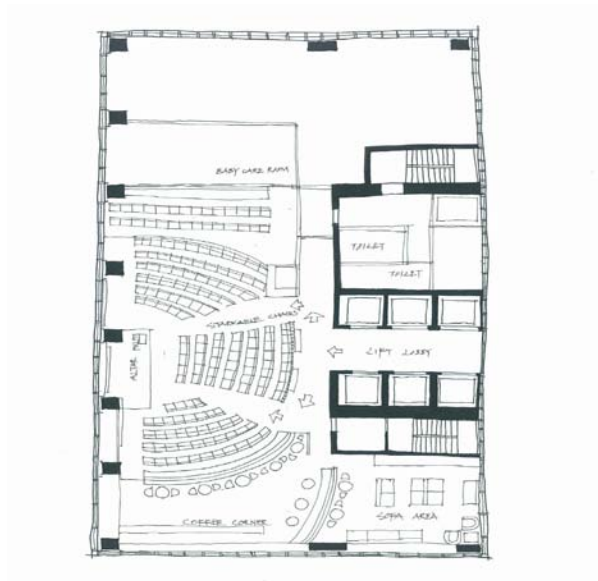 BABY CARE ROOM
TOILET
TOILET
STACKABLE CHAIRS
LIFT LOBBY
ALTAR
COFFEE CORNER
SOFA AREA